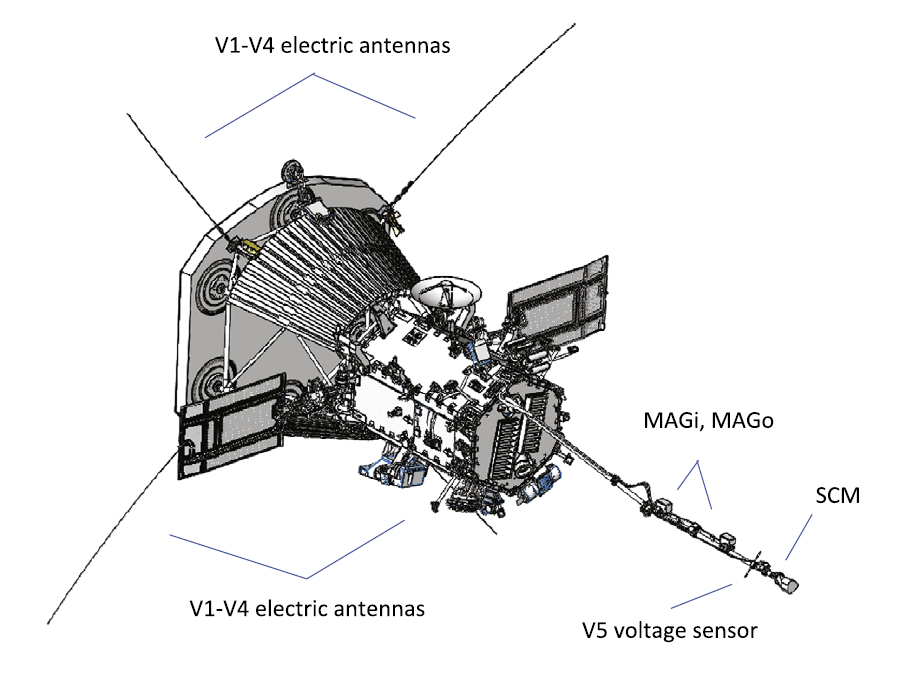 V1-V4 electric antennas
MAGi, MAGo
SCM
V1-V4 electric antennas
V5 voltage sensor